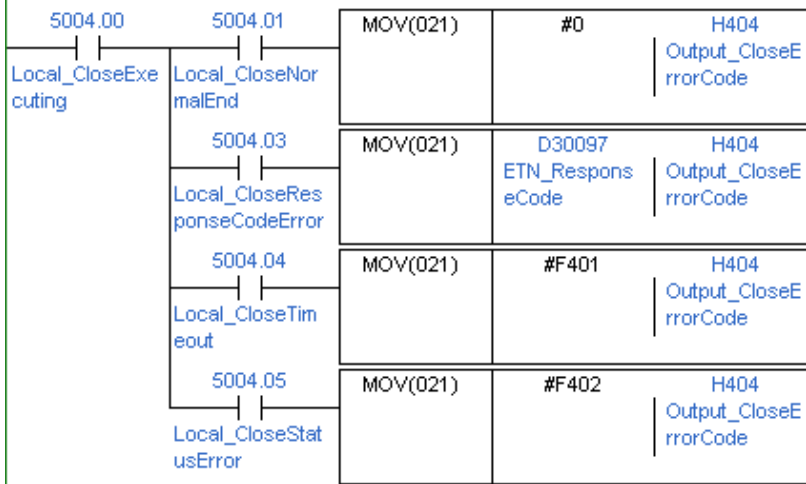 5004.00
Local_CloseExe
cuting
5004.01
Local_CloseNor
malEnd
MOV(021)
#0
H404
Output_CloseE
rrorCode
5004.03
Local_CloseRes
ponseCodeError
MOV(021)
D30097
ETN_Respons
eCode
H404
Output_CloseE
rrorCode
5004.04
Local_CloseTim
eout
MOV(021)
#F401
H404
Output_CloseE
rrorCode
5004.05
Local_CloseStat
usError
MOV(021)
#F402
H404
Output_CloseE
rrorCode